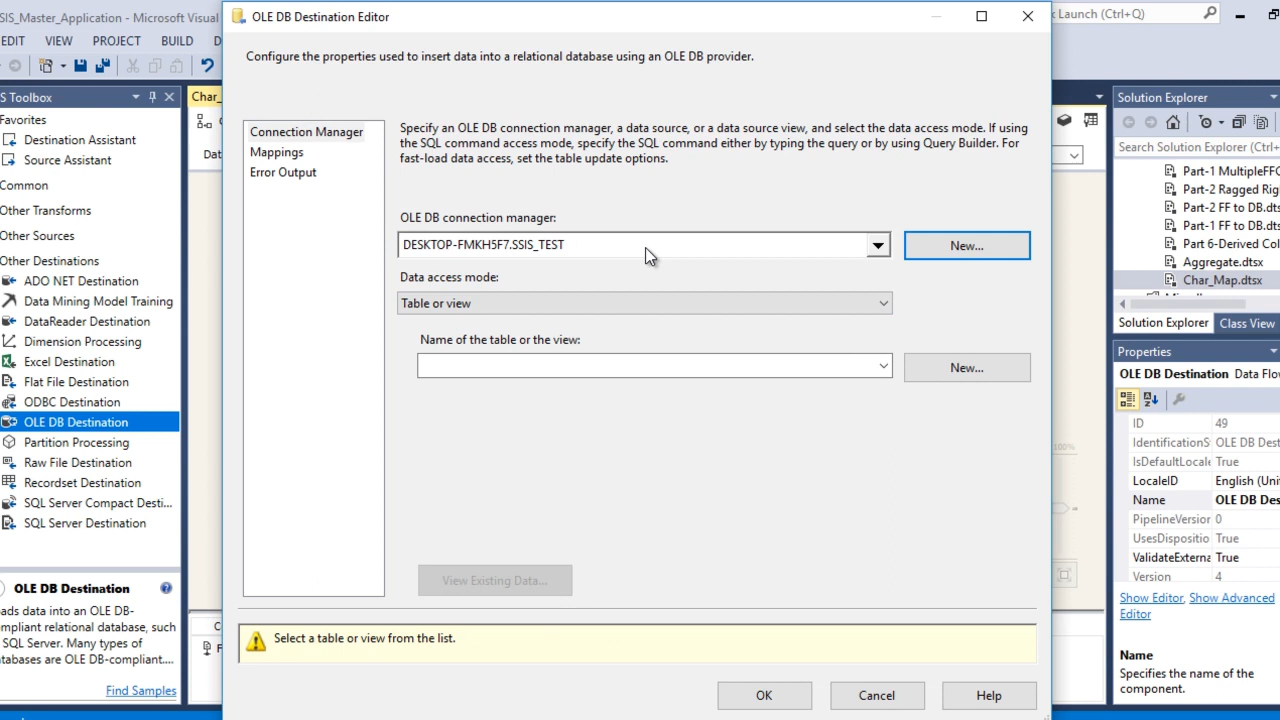 SIS_Master_Application - Microsoft Visual
OLE DB Destination Editor
k Launch (Ctrl+Q)
EDIT VIEW PROJECT BUILD D
Configure the properties used to insert data into a relational database using an OLE DB provider.
S Toolbox
Favorites
Destination Assistant
Source Assistant
Common
Other Transforms
Other Sources
Other Destinations
ADO NET Destination
Data Mining Model Training
DataReader Destination
Dimension Processing
Excel Destination
Flat File Destination
ODBC Destination
OLE DB Destination
Partition Processing
Raw File Destination
Recordset Destination
SQL Server Compact Desti...
SQL Server Destination
OLE DB Destination
oads data into an OLE DB-
mpliant relational database, such
SQL Server. Many types of
atabases are OLE DB-compliant....
Find Samples
Char_
Dat
Connection Manager
Mappings
Error Output
Specify an OLE DB connection manager, a data source, or a data source view, and select the data access mode. If using
the SQL command access mode, specify the SQL command either by typing the query or by using Query Builder. For
fast-load data access, set the table update options.
OLE DB connection manager:
DESKTOP-FMKH5F7.SSIS_TEST
New...
Data access mode:
Table or view
Name of the table or the view:
New...
View Existing Data...
Select a table or view from the list.
OK Cancel Help
100%
Solution Explorer
Search Solution Explorer (Ctrl+
Part-1 MultipleFFC
Part-2 Ragged Rig
Part-2 FF to DB.dts
Part-1 FF to DB.dts
Part 6-Derived Col
Aggregate.dtsx
Char_Map.dtsx
Solution Explorer Class View
Properties
OLE DB Destination Data Flow
ID 49
IdentificationS OLE DB Dest
IsDefaultLocale True
LocaleID English (Unit
Name OLE DB Des
PipelineVersion 0
UsesDispositio True
ValidateExterna True
Version 4
Show Editor, Show Advanced
Editor
Name
Specifies the name of the
component.